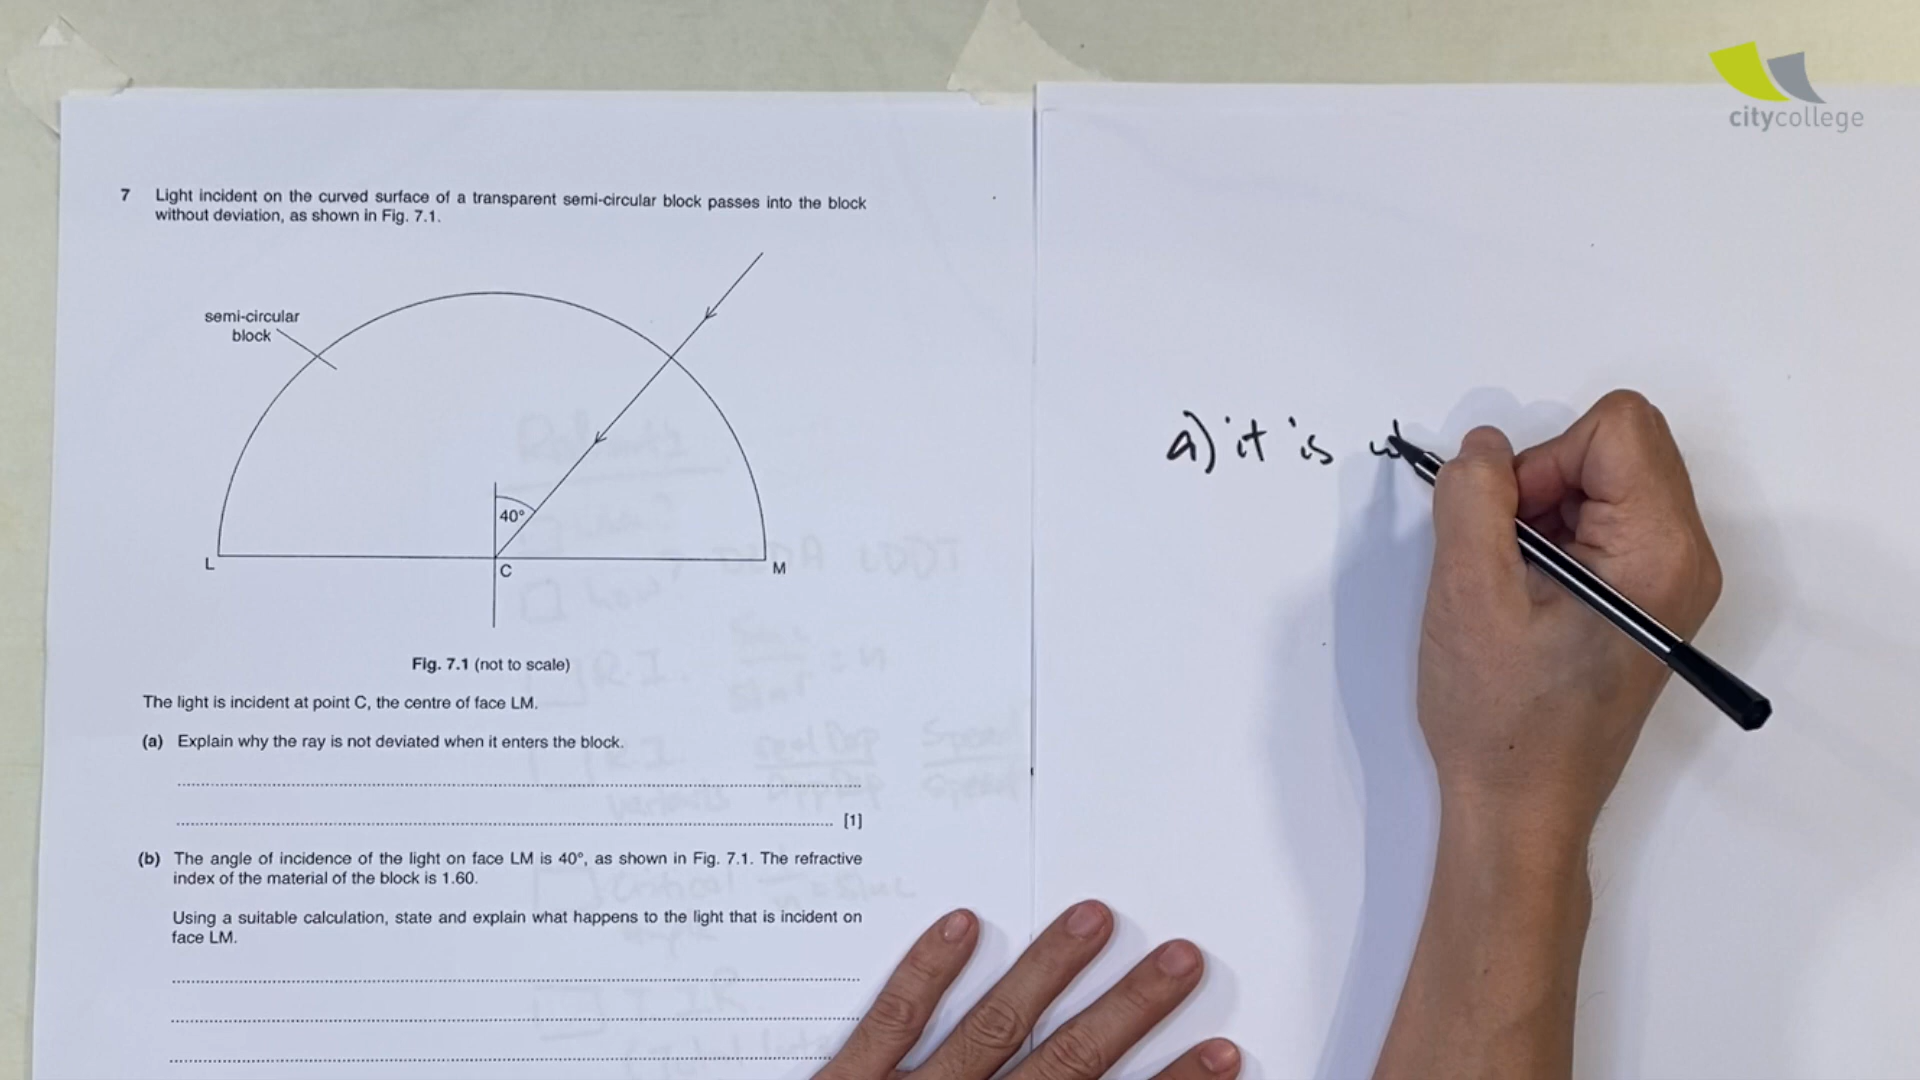 citycollege
7 Light incident on the curved surface of a transparent semi-circular block passes into the block
without deviation, as shown in Fig. 7.1.
semi-circular
block
40°
L
C
M
Fig. 7.1 (not to scale)
The light is incident at point C, the centre of face LM.
(a) Explain why the ray is not deviated when it enters the block.
[1]
(b) The angle of incidence of the light on face LM is 40°, as shown in Fig. 7.1. The refractive
index of the material of the block is 1.60.
Using a suitable calculation, state and explain what happens to the light that is incident on
face LM.
a) it is